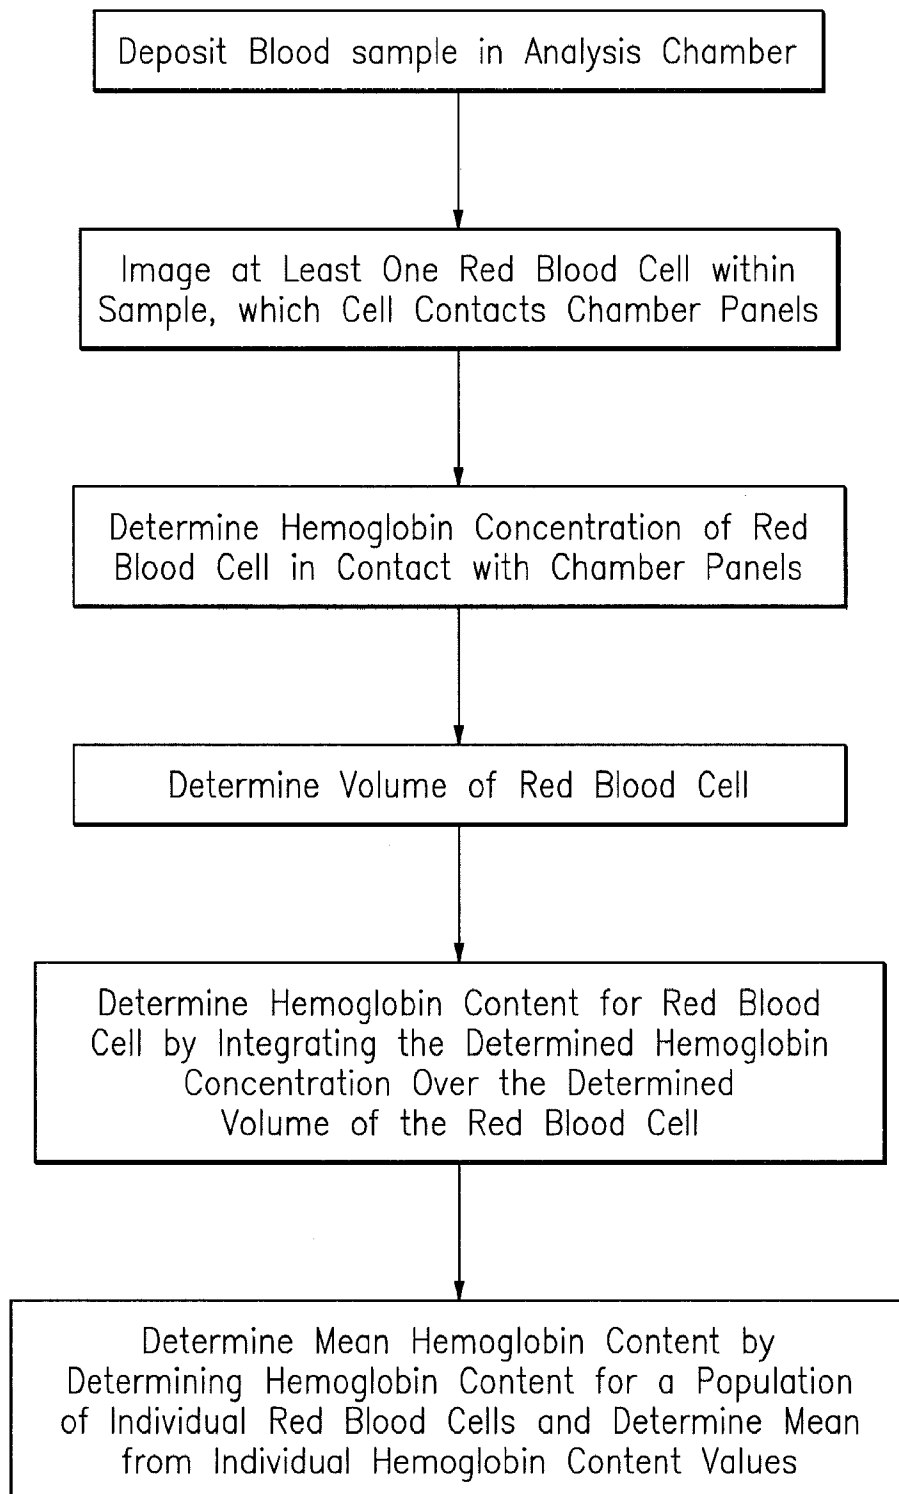 Deposit Blood sample in Analysis Chamber
Image at Least One Red Blood Cell within
Sample, which Cell Contacts Chamber Panels
Determine Hemoglobin Concentration of Red
Blood Cell in Contact with Chamber Panels
Determine Volume of Red Blood Cell
Determine Hemoglobin Content for Red Blood
Cell by Integrating the Determined Hemoglobin
Concentration Over the Determined
Volume of the Red Blood Cell
Determine Mean Hemoglobin Content by
Determining Hemoglobin Content for a Population
of Individual Red Blood Cells and Determine Mean
from Individual Hemoglobin Content Values